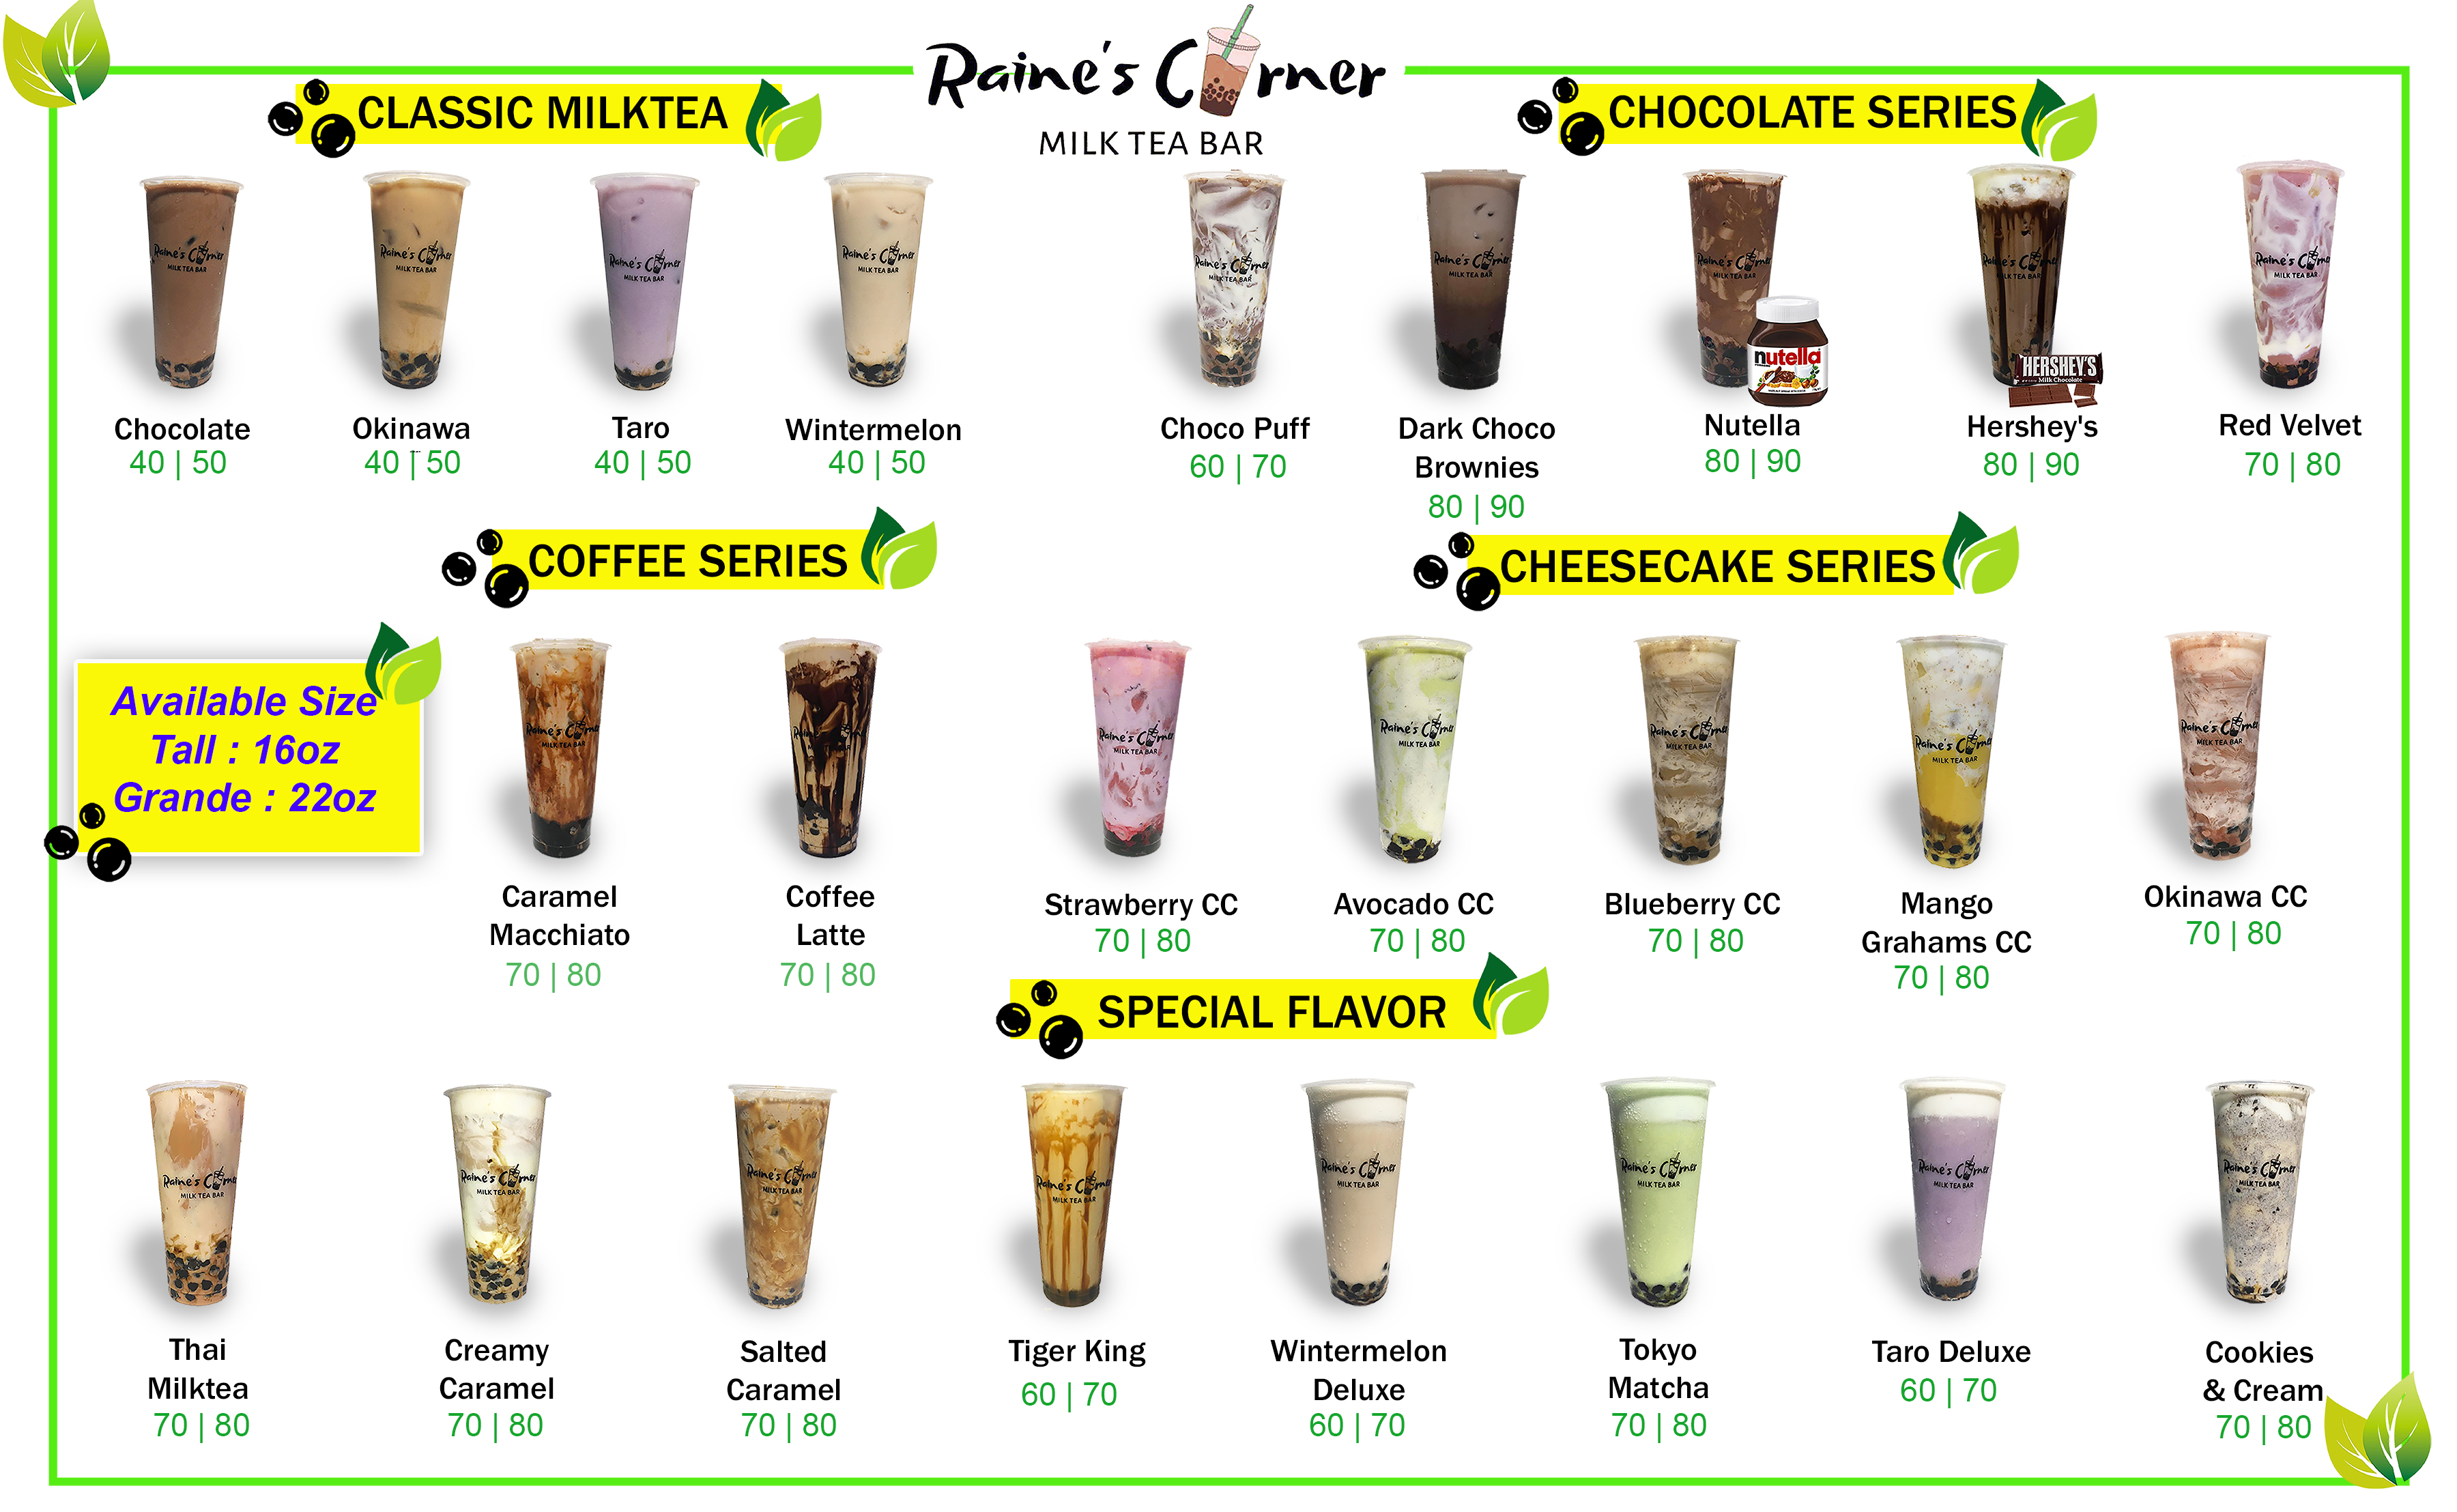 Raine's Corner
MILK TEA BAR
CLASSIC MILKTEA
Chocolate
40 | 50
Okinawa
40 | 50
Taro
40 | 50
Wintermelon
40 | 50
CHOCOLATE SERIES
Choco Puff
60 | 70
Dark Choco
Brownies
80 | 90
nutella
Nutella
80 | 90
HERSHEY'S
Milk Chocolate
Hershey's
80 | 90
Red Velvet
70 | 80
COFFEE SERIES
Available Size
Tall : 16oz
Grande : 22oz
Caramel
Macchiato
70 | 80
Coffee
Latte
70 | 80
CHEESECAKE SERIES
Strawberry CC
70 | 80
Avocado CC
70 | 80
Blueberry CC
70 | 80
Mango
Grahams CC
70 | 80
Okinawa CC
70 | 80
SPECIAL FLAVOR
Thai
Milktea
70 | 80
Creamy
Caramel
70 | 80
Salted
Caramel
70 | 80
Tiger King
60 | 70
Wintermelon
Deluxe
60 | 70
Tokyo
Matcha
70 | 80
Taro Deluxe
60 | 70
Cookies
& Cream
70 | 80